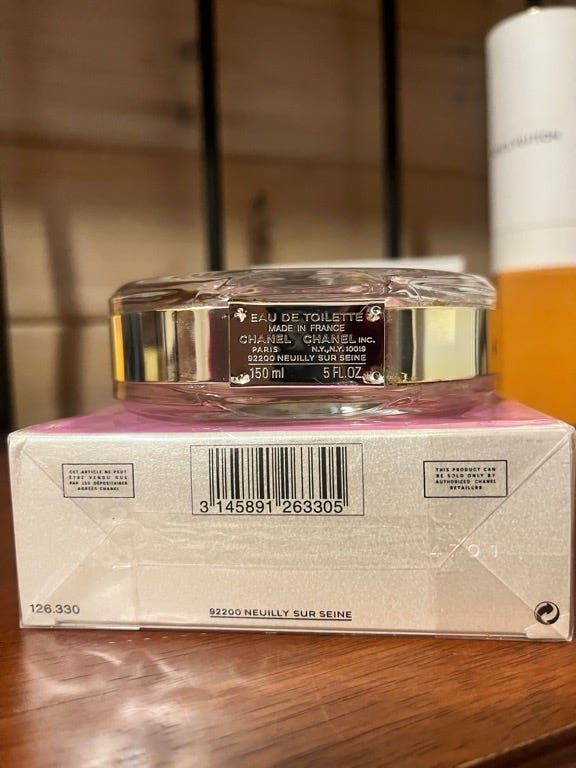 EAU DE TOILETTE
MADE IN FRANCE
CHANEL CHANEL INC.
PARIS N.Y., N.Y. 10019
92200 NEUILLY SUR SEINE
150 ml 5 FL.OZ.
CET ARTICLE NE PEUT
ÊTRE VENDU QUE
PAR LES DÉPOSITAIRES
AGRÉÉS CHANEL
3 145891 263305
THIS PRODUCT CAN
BE SOLD ONLY BY
AUTHORIZED CHANEL
RETAILERS
126.330
92200 NEUILLY SUR SEINE